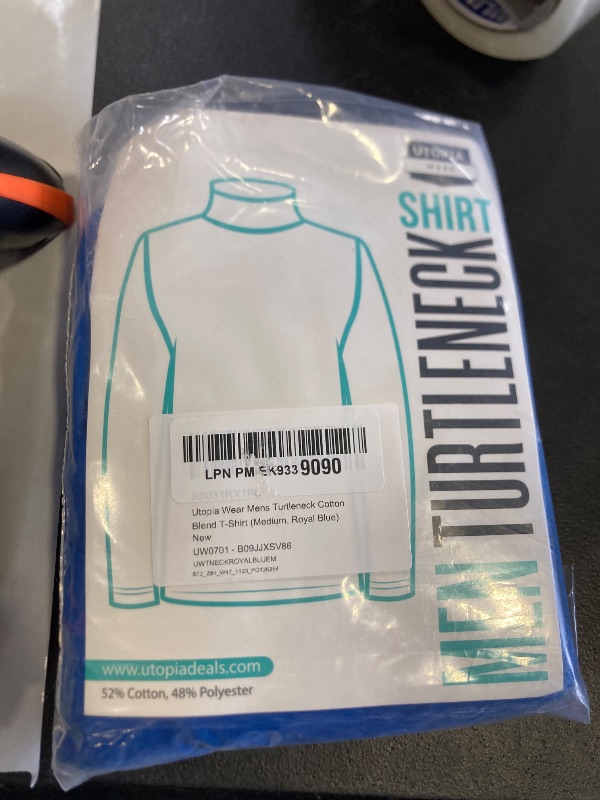 UTOPIA
WEAR
SHIRT
MEN TURTLENECK
LPN PM EK933 9090
Utopia Wear Mens Turtleneck Cotton
Blend T-Shirt (Medium, Royal Blue)
New
UW0701 - B09JJXSV86
UWTNECKROYALBLUEM
www.utopiadeals.com
52% Cotton, 48% Polyester